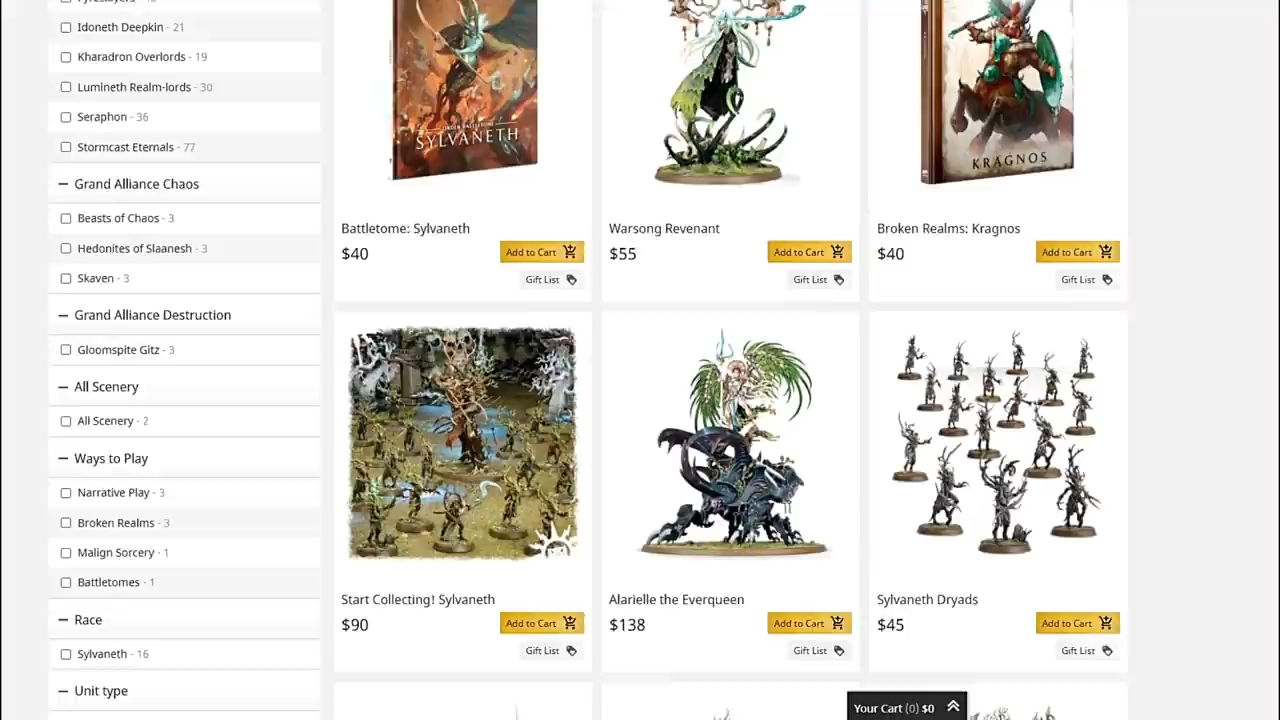 Idoneth Deepkin - 21
Kharadron Overlords - 19
Lumineth Realm-lords - 30
Seraphon - 36
Stormcast Eternals - 77
Grand Alliance Chaos
Beasts of Chaos - 3
Hedonites of Slaanesh - 3
Skaven - 3
Grand Alliance Destruction
Gloomspite Gitz - 3
All Scenery
All Scenery - 2
Ways to Play
Narrative Play - 3
Broken Realms - 3
Malign Sorcery - 1
Battletomes - 1
Race
Sylvaneth - 16
Unit type
ORDER BATTLETOME
SYLVANETH
KRAGNOS
Battletome: Sylvaneth
$40
Add to Cart
Gift List
Warsong Revenant
$55
Add to Cart
Gift List
Broken Realms: Kragnos
$40
Add to Cart
Gift List
Start Collecting! Sylvaneth
$90
Add to Cart
Gift List
Alarielle the Everqueen
$138
Add to Cart
Gift List
Sylvaneth Dryads
$45
Add to Cart
Gift List
Your Cart (0) $0